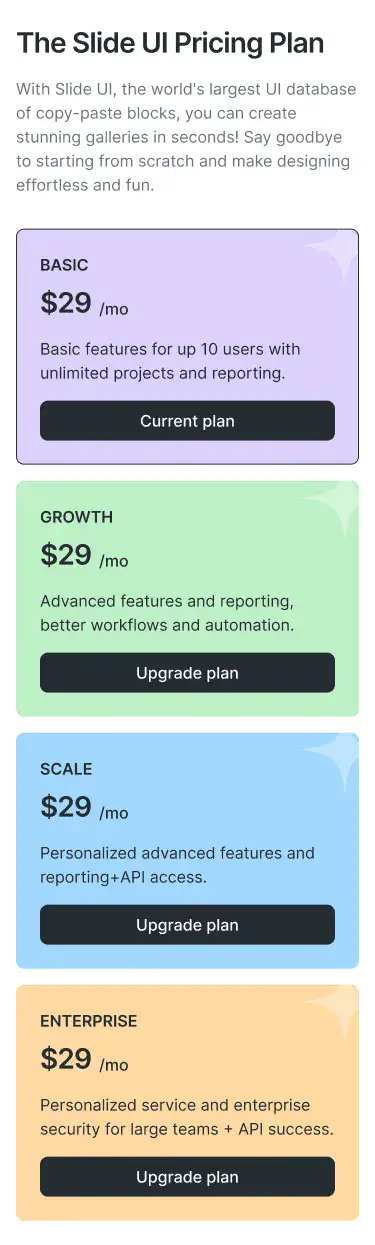 The Slide UI Pricing Plan
With Slide UI, the world's largest UI database
of copy-paste blocks, you can create
stunning galleries in seconds! Say goodbye
to starting from scratch and make designing
effortless and fun.
BASIC
$29 /mo
Basic features for up 10 users with
unlimited projects and reporting.
Current plan
GROWTH
$29 /mo
Advanced features and reporting,
better workflows and automation.
Upgrade plan
SCALE
$29 /mo
Personalized advanced features and
reporting+API access.
Upgrade plan
ENTERPRISE
$29 /mo
Personalized service and enterprise
security for large teams + API success.
Upgrade plan